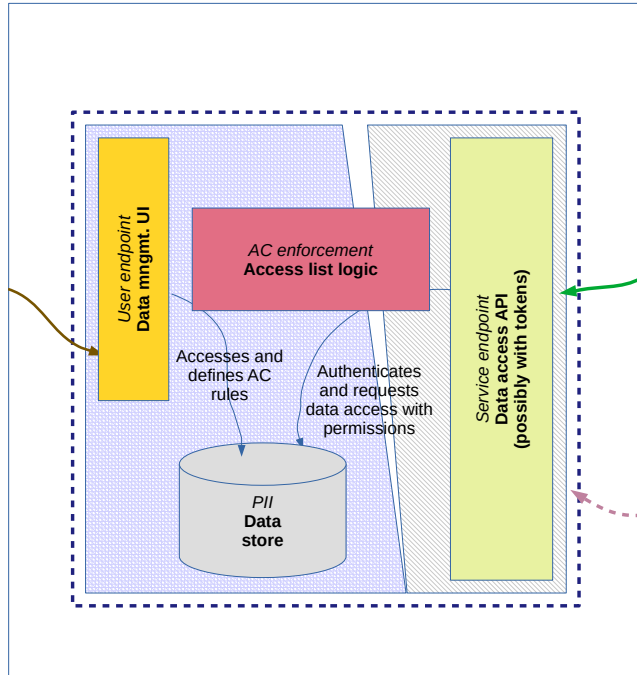 User endpoint
Data mngmt. UI
AC enforcement
Access list logic
Service endpoint
Data access API
(possibly with tokens)
Accesses and
defines AC
rules
Authenticates
and requests
data access with
permissions
PII
Data
store